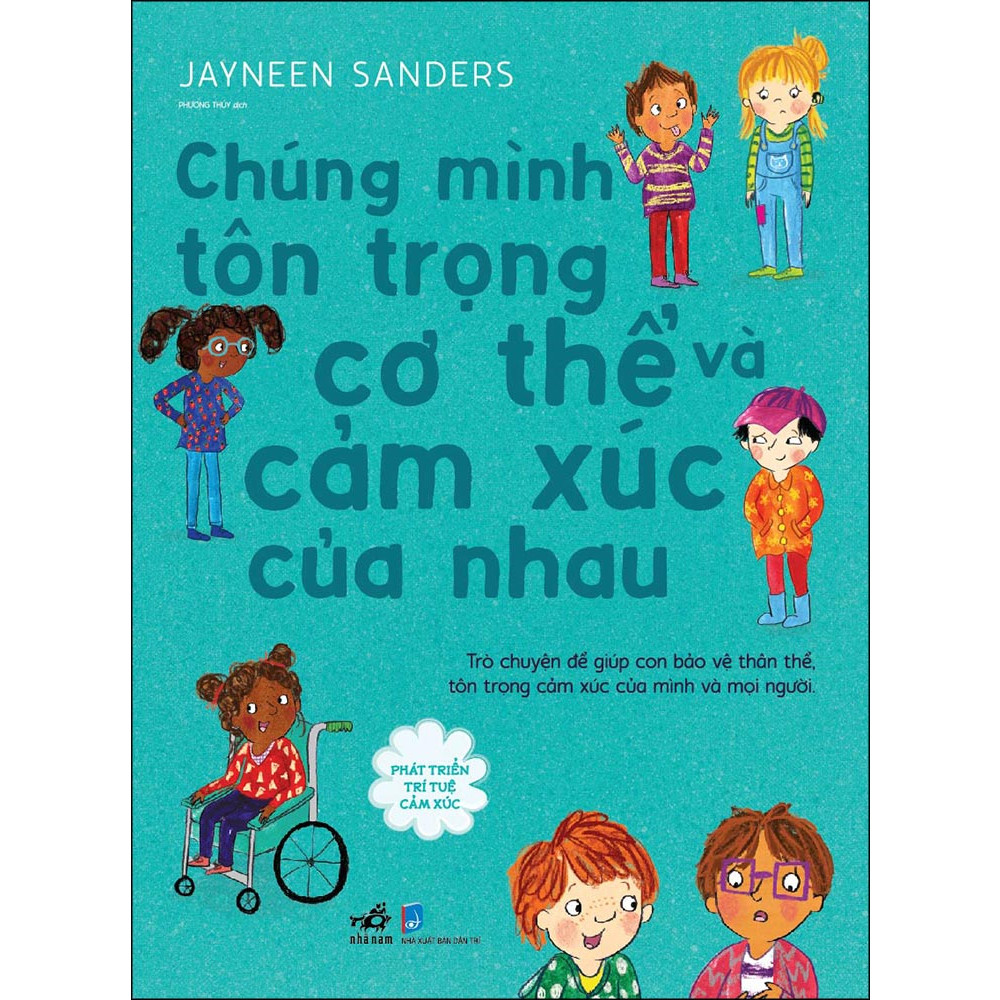 JAYNEEN SANDERS
PHƯƠNG THÙY dịch
Chúng mình
tôn trọng
cơ thể và
cảm xúc
của nhau
Trò chuyện để giúp con bảo vệ thân thể,
tôn trọng cảm xúc của mình và mọi người.
PHÁT TRIỂN
TRÍ TUỆ
CẢM XÚC
nhã nam
NHÀ XUẤT BẢN DÂN TRÍ